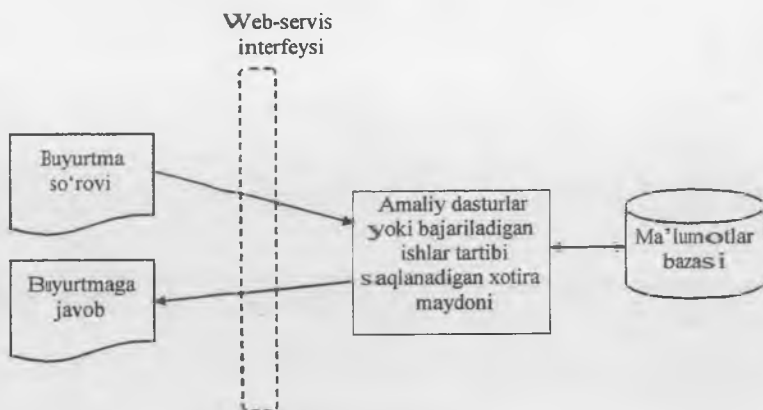 Web-servis
interfeysi
Buyurtma
so‘rovi
Amaliy dasturlar
yoki bajariladigan
ishlar tartibi
saqlanadigan xotira
maydoni
Ma’lumotlar
bazasi
Buyurtmaga
javob